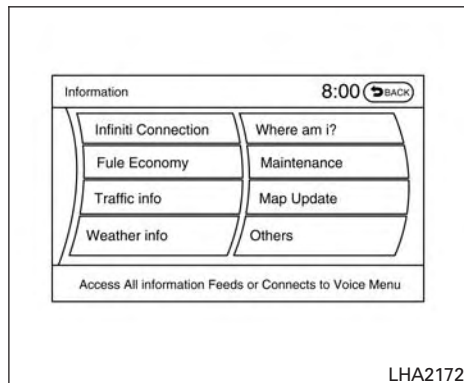 Information 8:00 BACK
Infiniti Connection Where am i?
Fule Economy Maintenance
Traffic info Map Update
Weather info Others
Access All information Feeds or Connects to Voice Menu
LHA2172